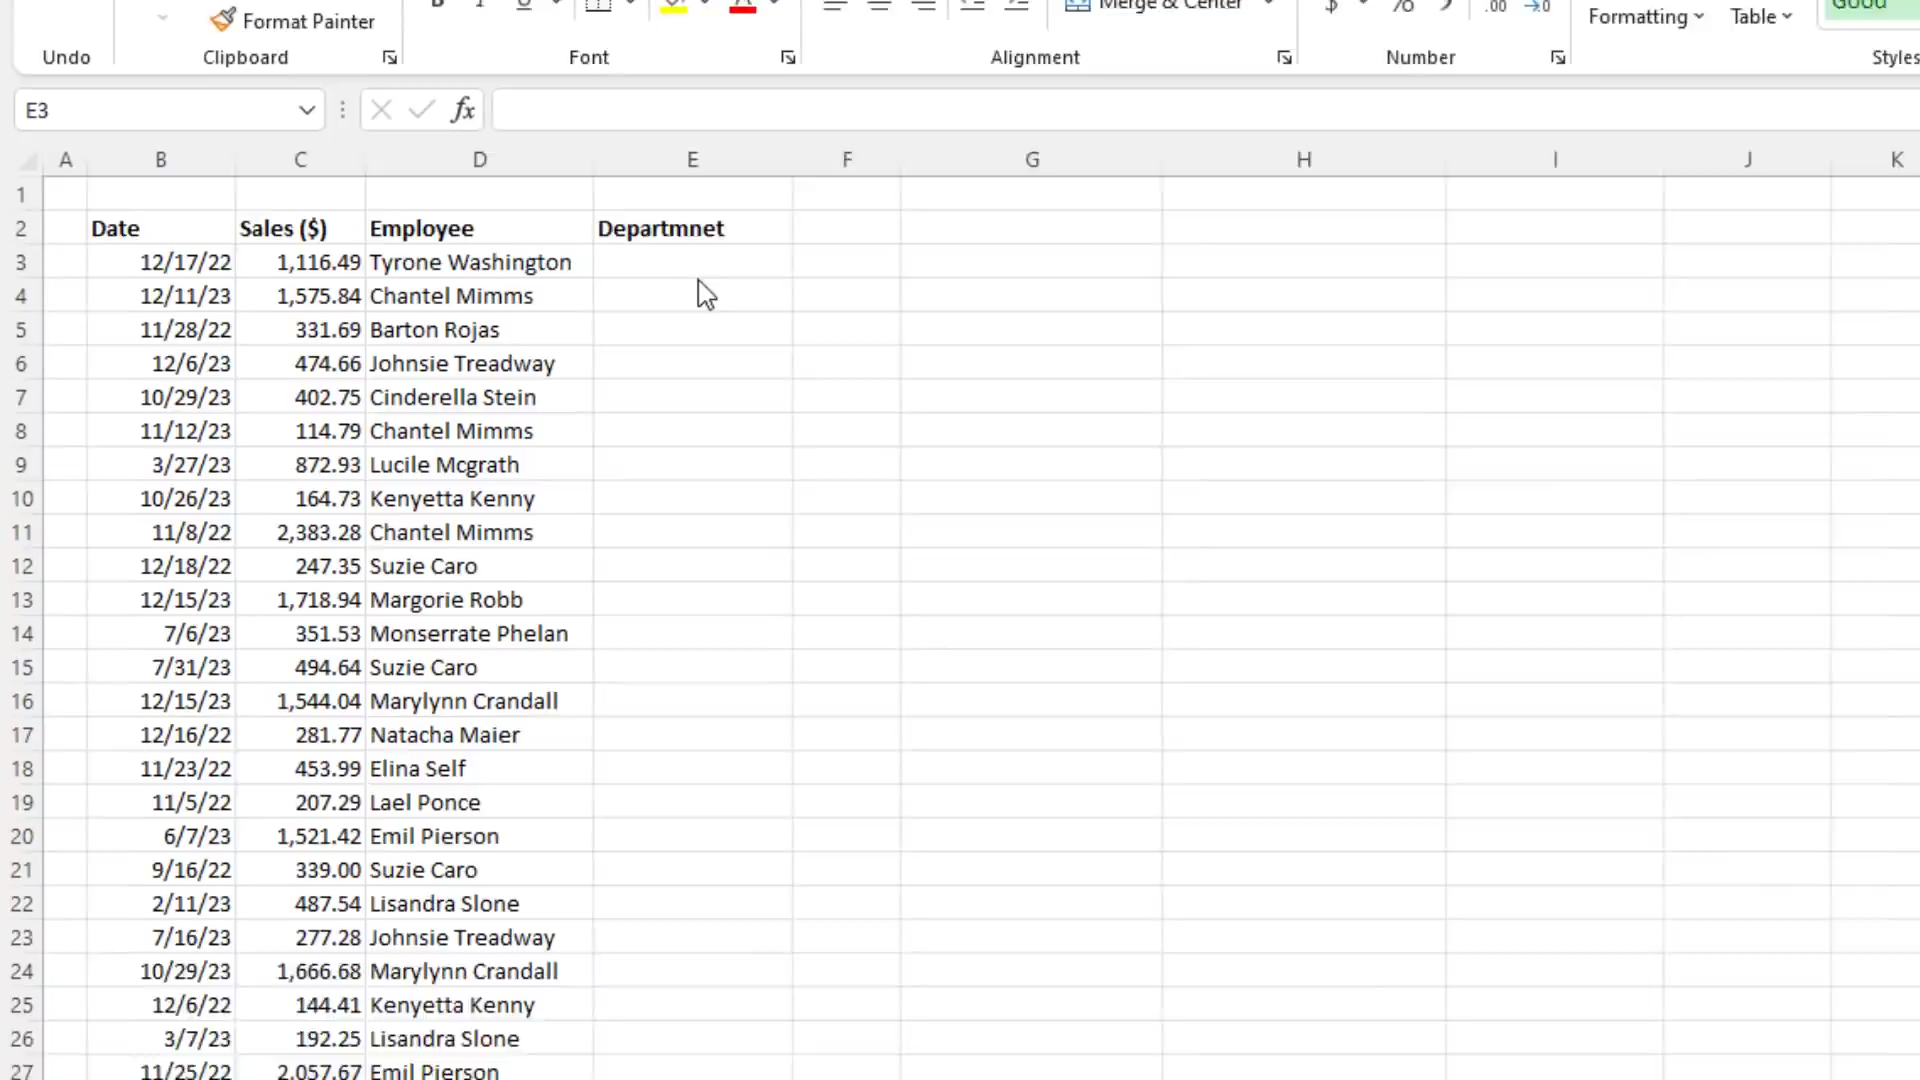 Format Painter
Merge & Center
$ % 9 .00 →.0
Formatting
Table
Good
Undo
Clipboard
Font
Alignment
Number
Styles
E3
fx
A B C D E F G H I J K
1
2 Date Sales ($) Employee Departmnet
3 12/17/22 1,116.49 Tyrone Washington
4 12/11/23 1,575.84 Chantel Mimms
5 11/28/22 331.69 Barton Rojas
6 12/6/23 474.66 Johnsie Treadway
7 10/29/23 402.75 Cinderella Stein
8 11/12/23 114.79 Chantel Mimms
9 3/27/23 872.93 Lucile Mcgrath
10 10/26/23 164.73 Kenyetta Kenny
11 11/8/22 2,383.28 Chantel Mimms
12 12/18/22 247.35 Suzie Caro
13 12/15/23 1,718.94 Margorie Robb
14 7/6/23 351.53 Monserrate Phelan
15 7/31/23 494.64 Suzie Caro
16 12/15/23 1,544.04 Marylynn Crandall
17 12/16/22 281.77 Natacha Maier
18 11/23/22 453.99 Elina Self
19 11/5/22 207.29 Lael Ponce
20 6/7/23 1,521.42 Emil Pierson
21 9/16/22 339.00 Suzie Caro
22 2/11/23 487.54 Lisandra Slone
23 7/16/23 277.28 Johnsie Treadway
24 10/29/23 1,666.68 Marylynn Crandall
25 12/6/22 144.41 Kenyetta Kenny
26 3/7/23 192.25 Lisandra Slone
27 11/25/22 2,057.67 Emil Pierson